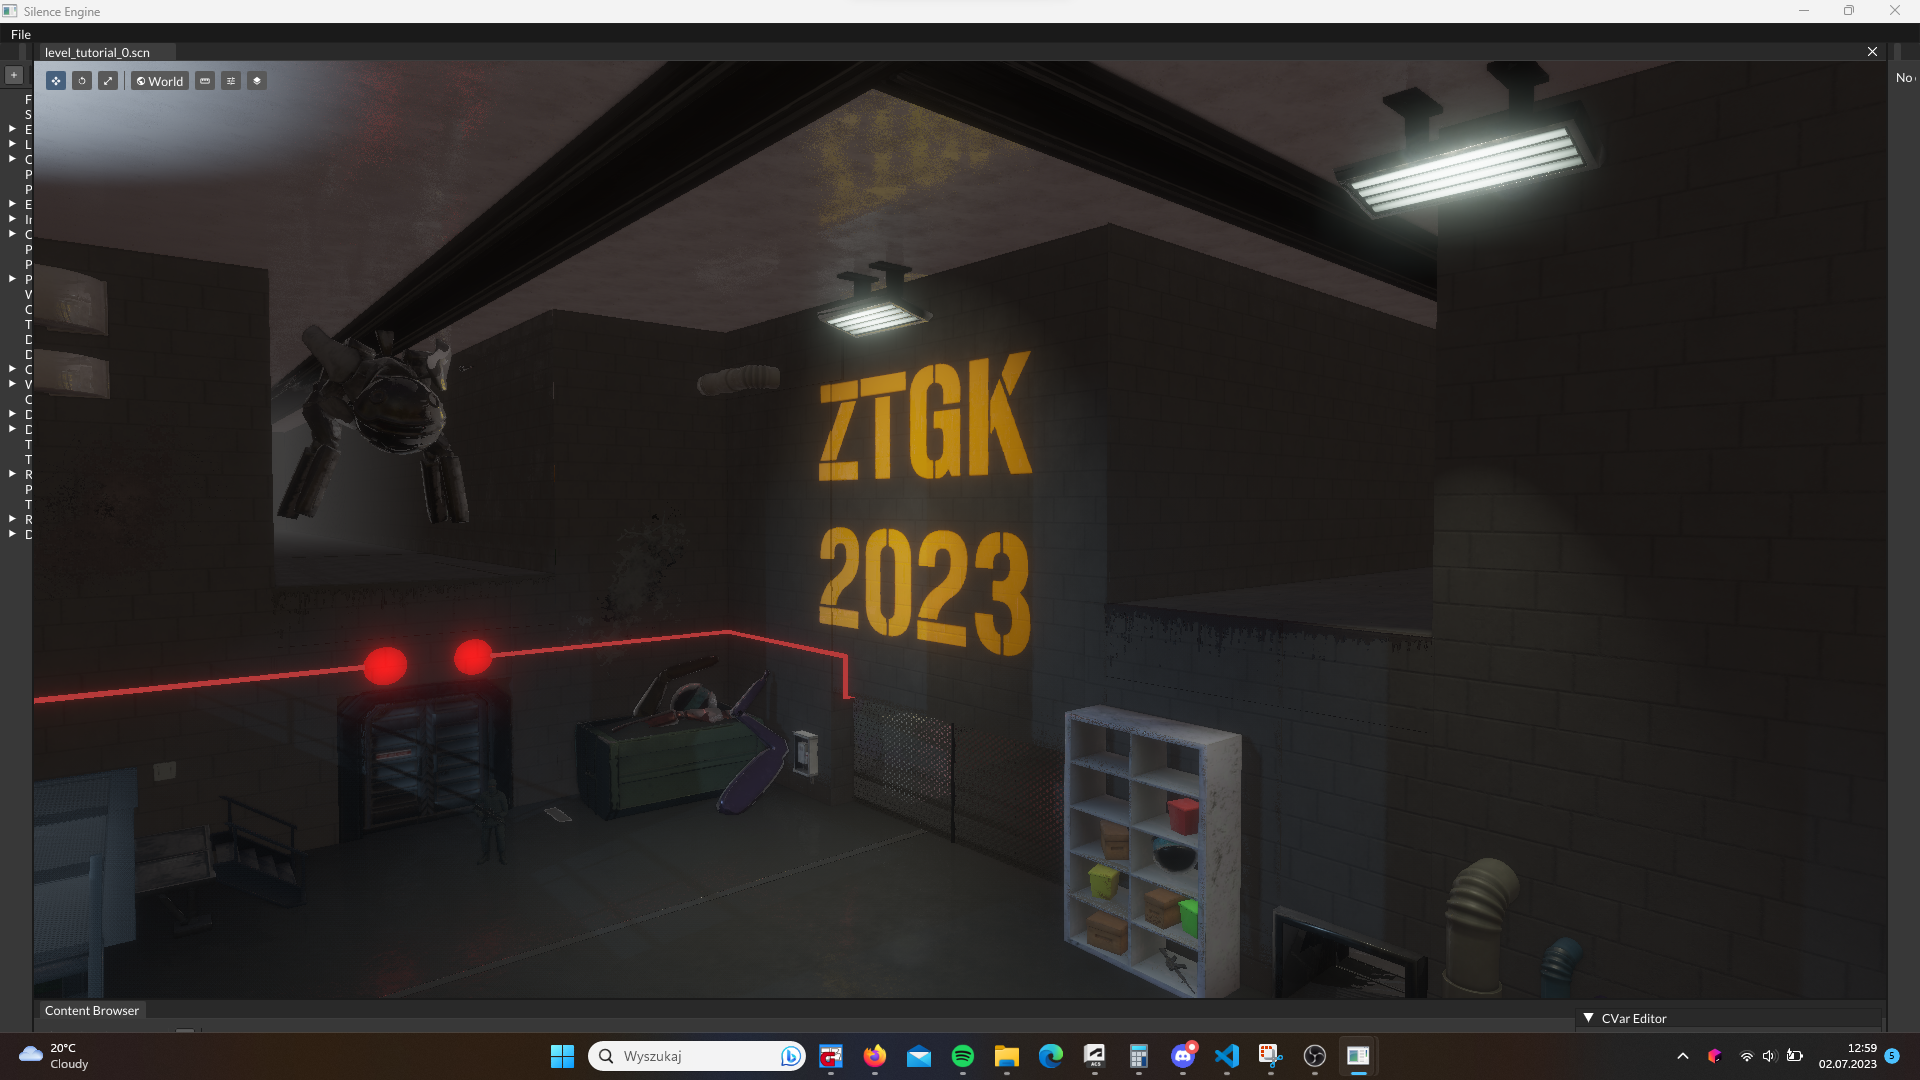 Silence Engine
File
level_tutorial_0.scn
World
No
F
S
E
L
C
P
P
E
Ir
C
P
P
P
V
C
T
D
D
C
V
C
D
D
T
T
R
P
T
R
D
ZTGK
2023
Content Browser
CVar Editor
20°C
Cloudy
Wyszukaj
12:59
02.07.2023
5